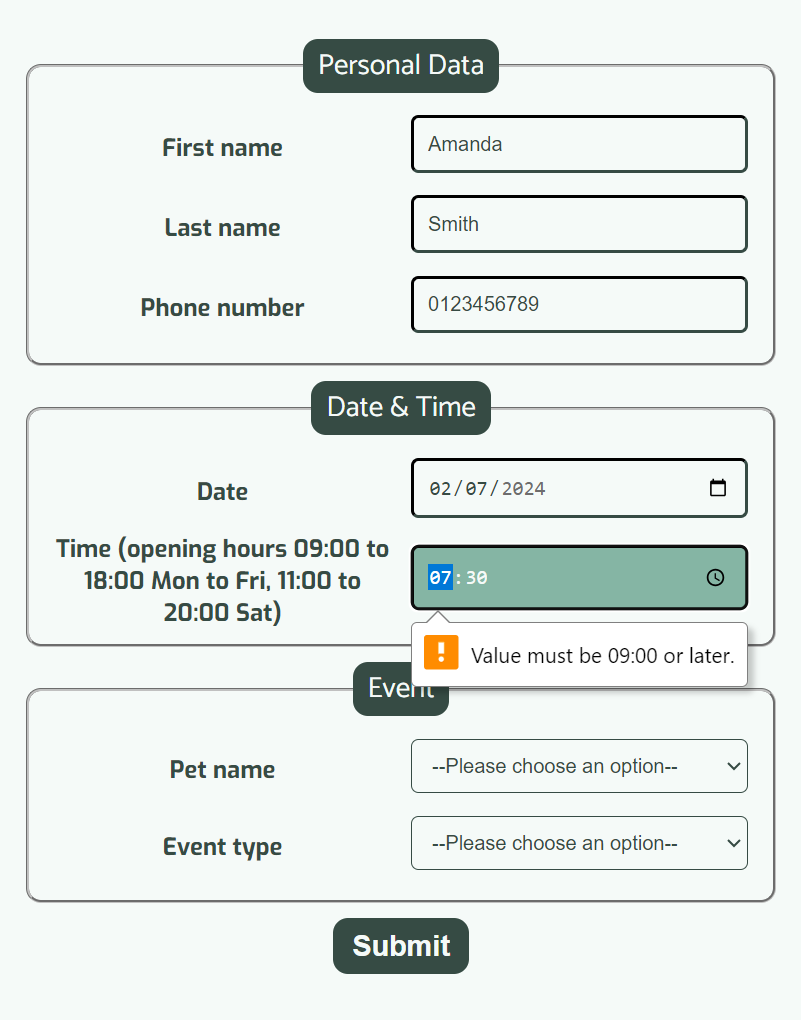 Personal Data
First name
Amanda
Last name
Smith
Phone number
0123456789
Date & Time
Date
02/07/2024
Time (opening hours 09:00 to
18:00 Mon to Fri, 11:00 to
20:00 Sat)
07:30
Value must be 09:00 or later.
Event
Pet name
--Please choose an option--
Event type
--Please choose an option--
Submit